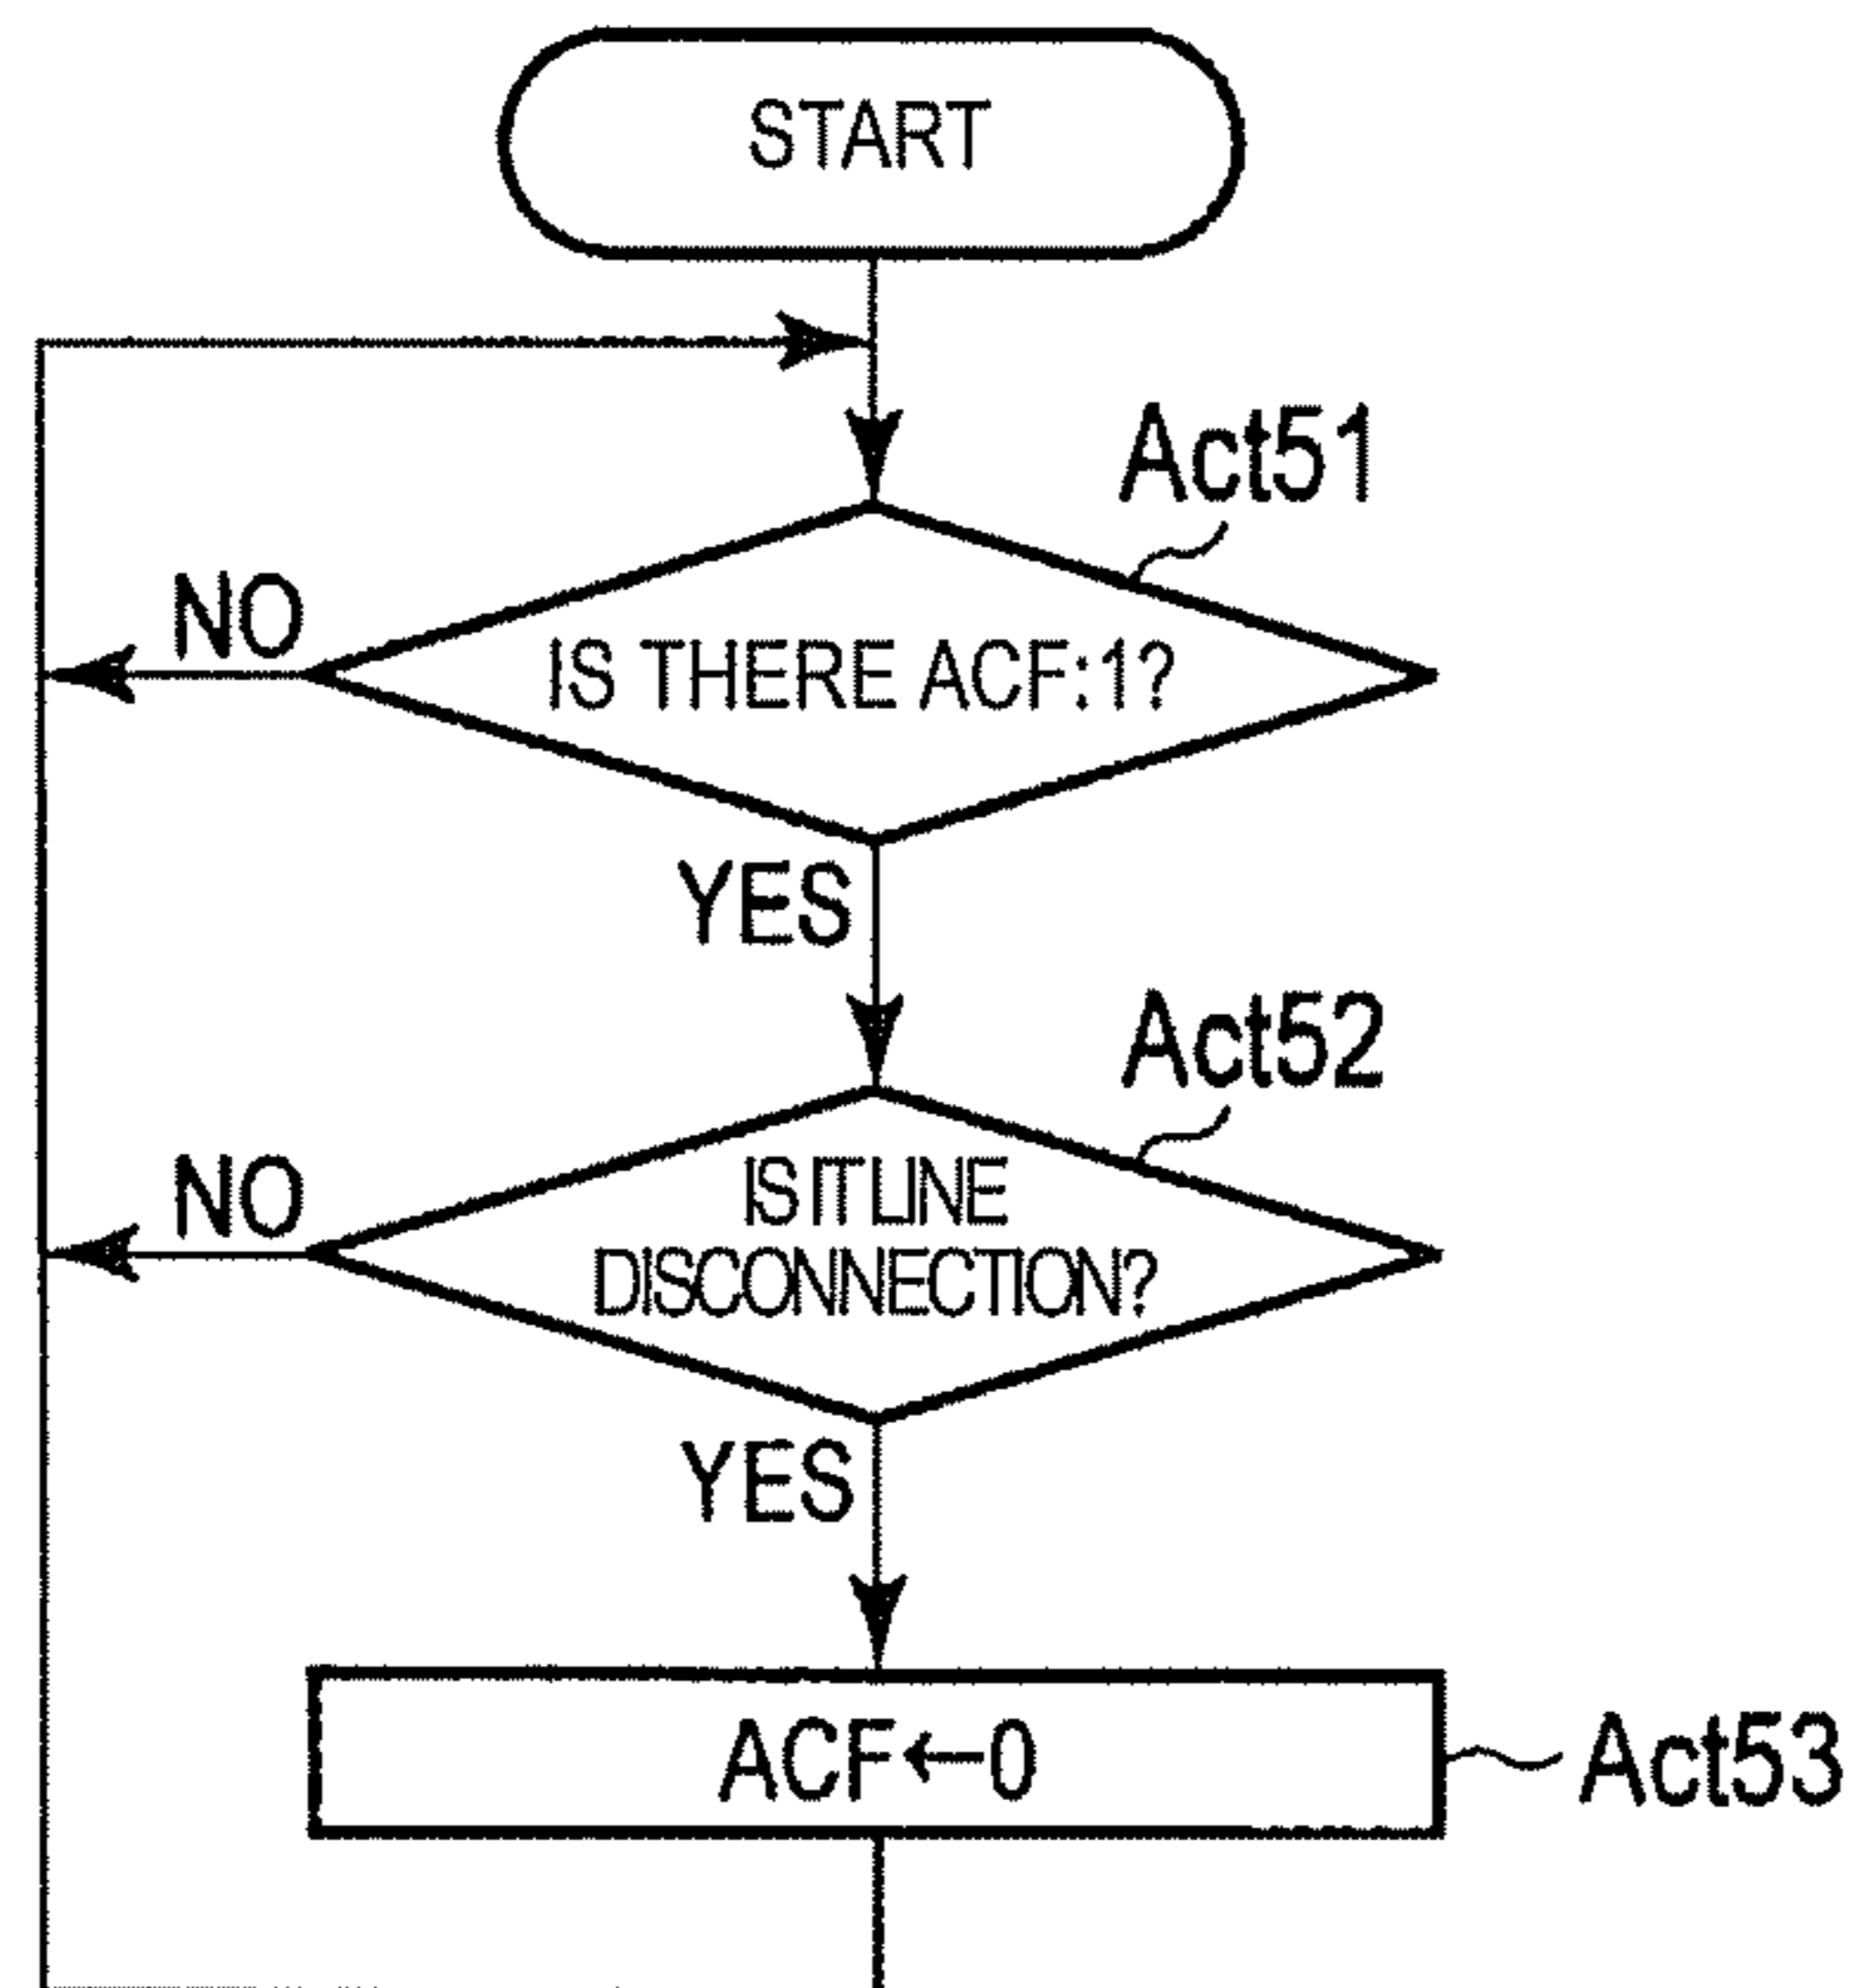 START
Act51
NO
IS THERE ACF:1?
YES
Act52
NO
IS IT LINE
DISCONNECTION?
YES
ACF←0
Act53